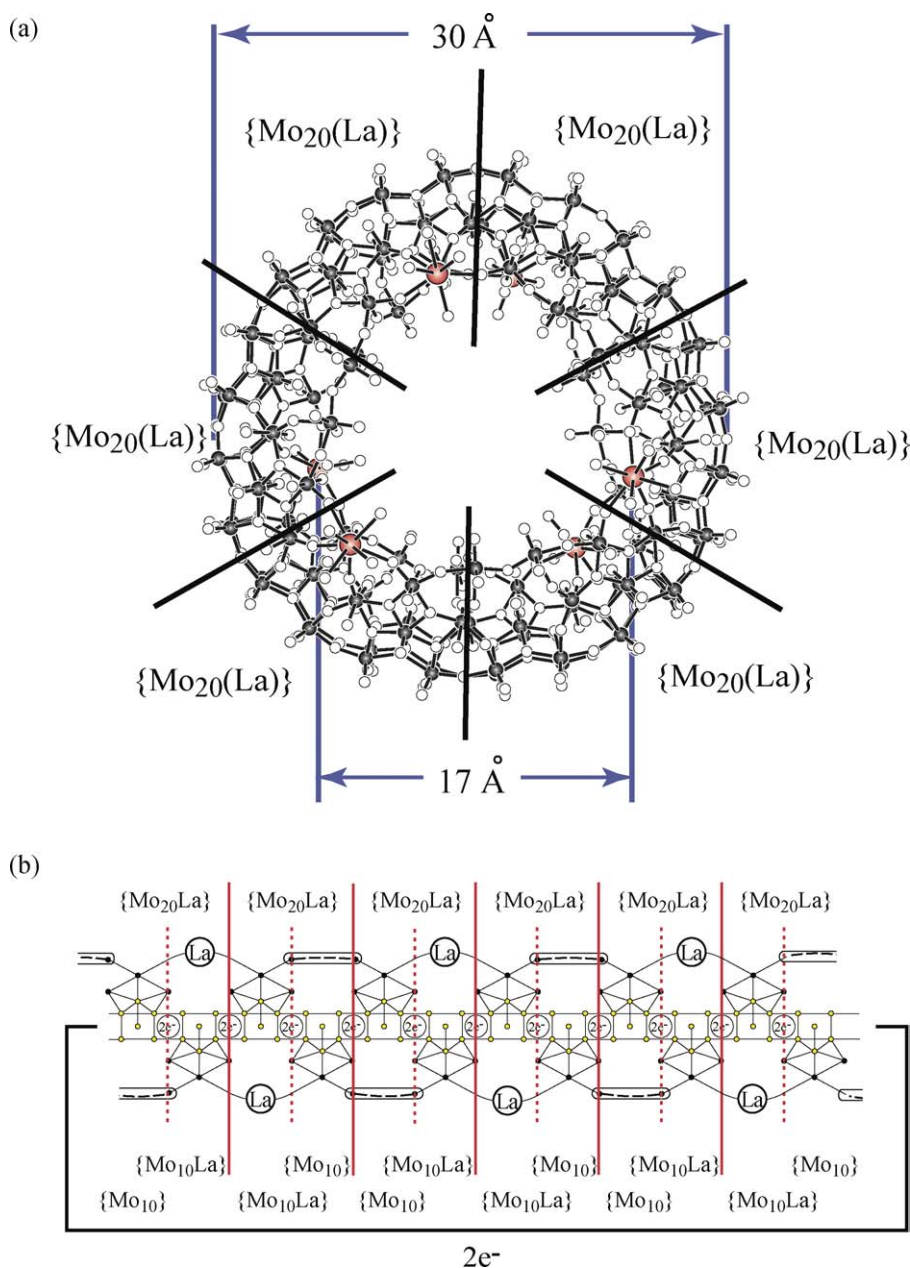 (a)
30 Å
{Mo20(La)} {Mo20(La)}
{Mo20(La)} {Mo20(La)}
{Mo20(La)} {Mo20(La)}
17 Å
(b)
{Mo20La} {Mo20La} {Mo20La} {Mo20La} {Mo20La} {Mo20La}
La La La
2e- 2e- 2e- 2e- 2e- 2e- 2e- 2e- 2e- 2e- 2e-
La La La
{Mo10La} {Mo10} {Mo10La} {Mo10} {Mo10La} {Mo10}
{Mo10} {Mo10La} {Mo10} {Mo10La} {Mo10} {Mo10La}
2e-